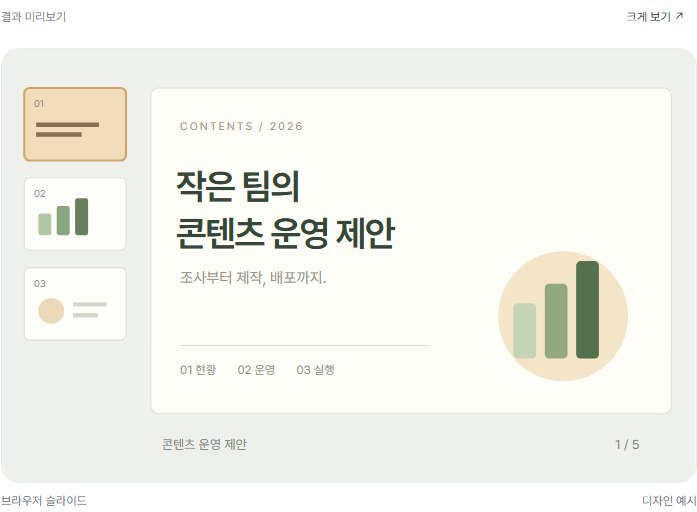 결과 미리보기
크게 보기 ↗
01
02
03
CONTENTS / 2026
작은 팀의
콘텐츠 운영 제안
조사부터 제작, 배포까지.
01 현황 02 운영 03 실행
콘텐츠 운영 제안
1 / 5
브라우저 슬라이드
디자인 예시